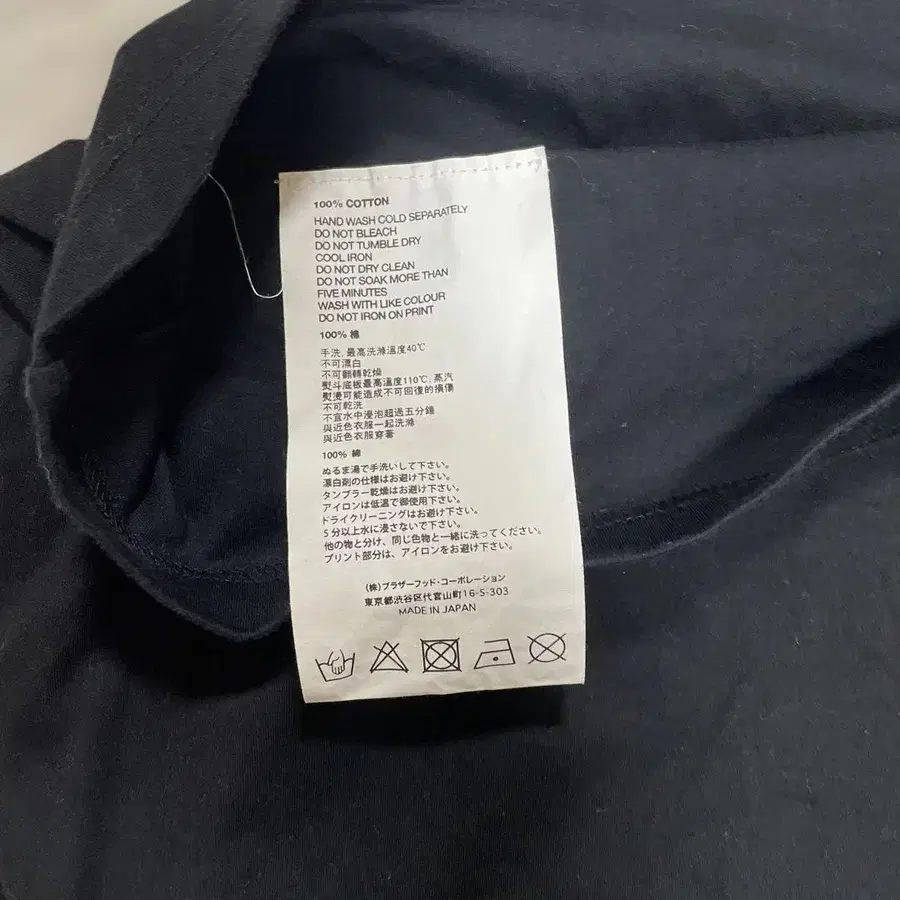 100% COTTON
HAND WASH COLD SEPARATELY
DO NOT BLEACH
DO NOT TUMBLE DRY
COOL IRON
DO NOT DRY CLEAN
DO NOT SOAK MORE THAN
FIVE MINUTES
WASH WITH LIKE COLOUR
DO NOT IRON ON PRINT
100% 棉
手洗, 最高洗滌溫度40℃
不可漂白
不可翻轉乾燥
熨斗底板最高溫度110℃, 蒸汽
熨燙可能造成不可回復的損傷
不可乾洗
不宜水中浸泡超過五分鐘
與近色衣服一起洗滌
與近色衣服穿著
100% 綿
ぬるま湯で手洗いして下さい。
漂白剤の仕様はお避け下さい。
タンブラー乾燥はお避け下さい。
アイロンは低温で御使用下さい。
ドライクリーニングはお避け下さい。
5分以上水に浸さないで下さい。
他の物と分け、同じ色物と一緒に洗ってください。
プリント部分は、アイロンをお避け下さい。
(株)ブラザーフッド・コーポレーション
東京都渋谷区代官山町16-5-303
MADE IN JAPAN